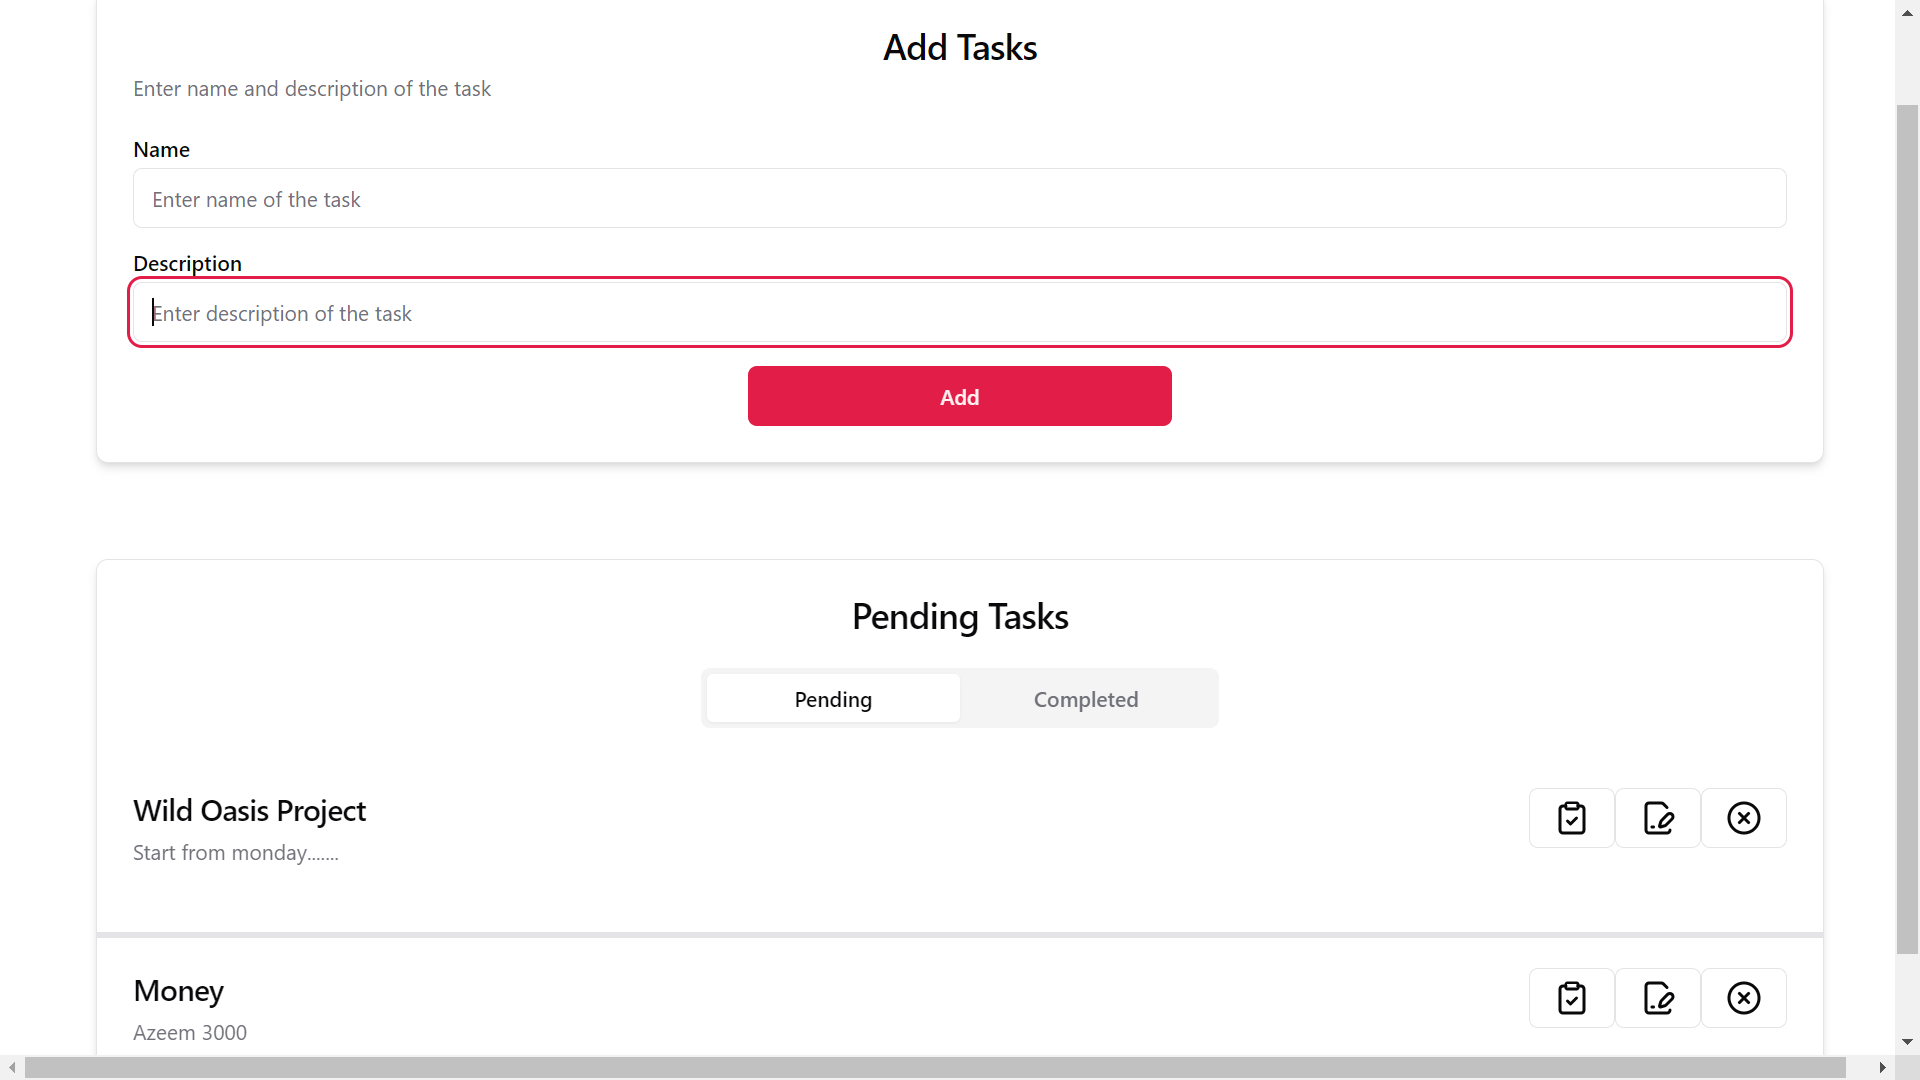 Add Tasks
Enter name and description of the task
Name
Enter name of the task
Description
Enter description of the task
Add
Pending Tasks
Pending
Completed
Wild Oasis Project
Start from monday.......
Money
Azeem 3000